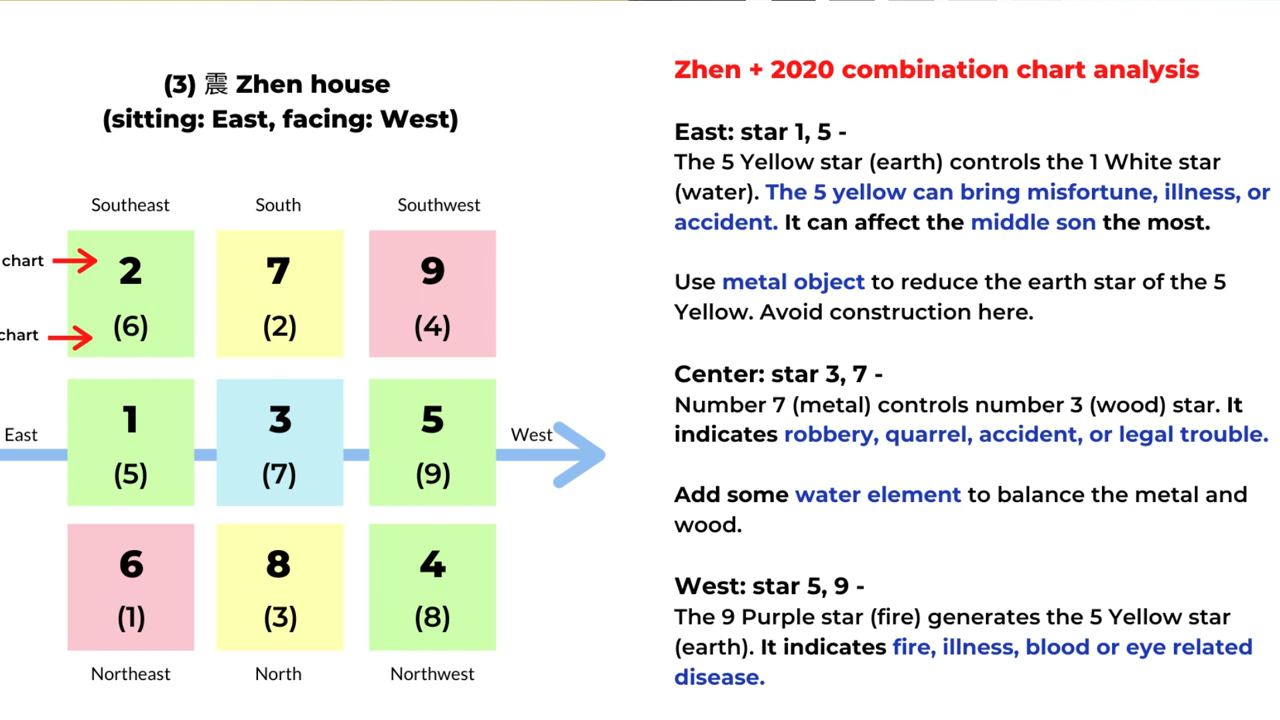 (3) 震 Zhen house
(sitting: East, facing: West)
Southeast South Southwest
chart
2 7 9
chart
(6) (2) (4)
East
1 3 5
West
(5) (7) (9)
6 8 4
(1) (3) (8)
Northeast North Northwest
Zhen + 2020 combination chart analysis
East: star 1, 5 -
The 5 Yellow star (earth) controls the 1 White star
(water). The 5 yellow can bring misfortune, illness, or
accident. It can affect the middle son the most.
Use metal object to reduce the earth star of the 5
Yellow. Avoid construction here.
Center: star 3, 7 -
Number 7 (metal) controls number 3 (wood) star. It
indicates robbery, quarrel, accident, or legal trouble.
Add some water element to balance the metal and
wood.
West: star 5, 9 -
The 9 Purple star (fire) generates the 5 Yellow star
(earth). It indicates fire, illness, blood or eye related
disease.